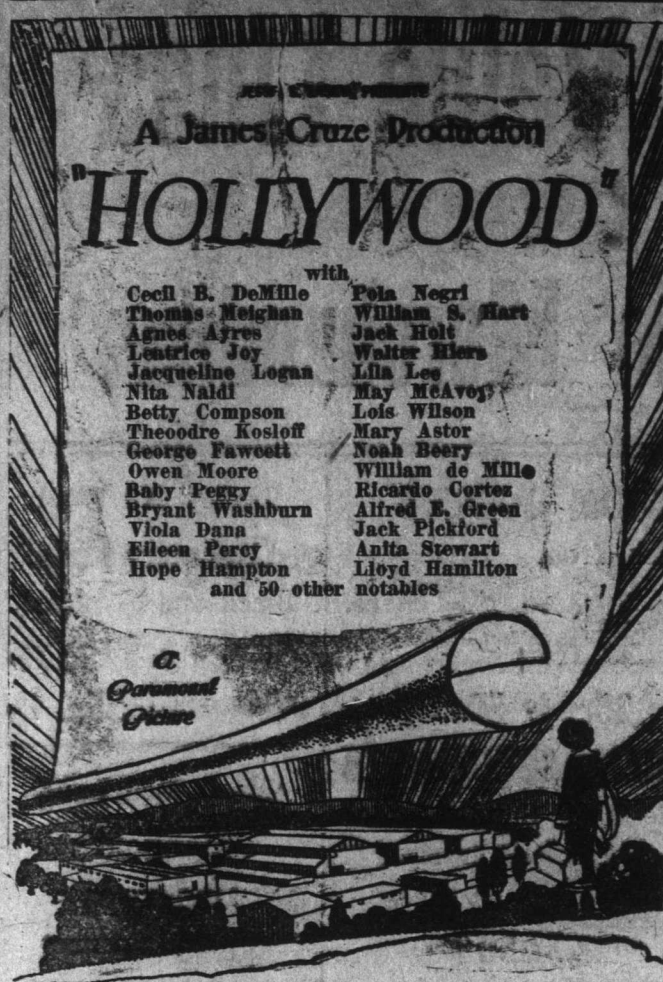 A James Cruze Production
"HOLLYWOOD"
with
Cecil B. DeMille Pola Negri
Thomas Meighan William S. Hart
Agnes Ayres Jack Holt
Leatrice Joy Walter Hiers
Jacqueline Logan Lila Lee
Nita Naldi May McAvoy
Betty Compson Lois Wilson
Theoodre Kosloff Mary Astor
George Fawcett Noah Beery
Owen Moore William de Mille
Baby Peggy Ricardo Cortez
Bryant Washburn Alfred E. Green
Viola Dana Jack Pickford
Eileen Percy Anita Stewart
Hope Hampton Lloyd Hamilton
and 50 other notables
A
Paramount
Picture